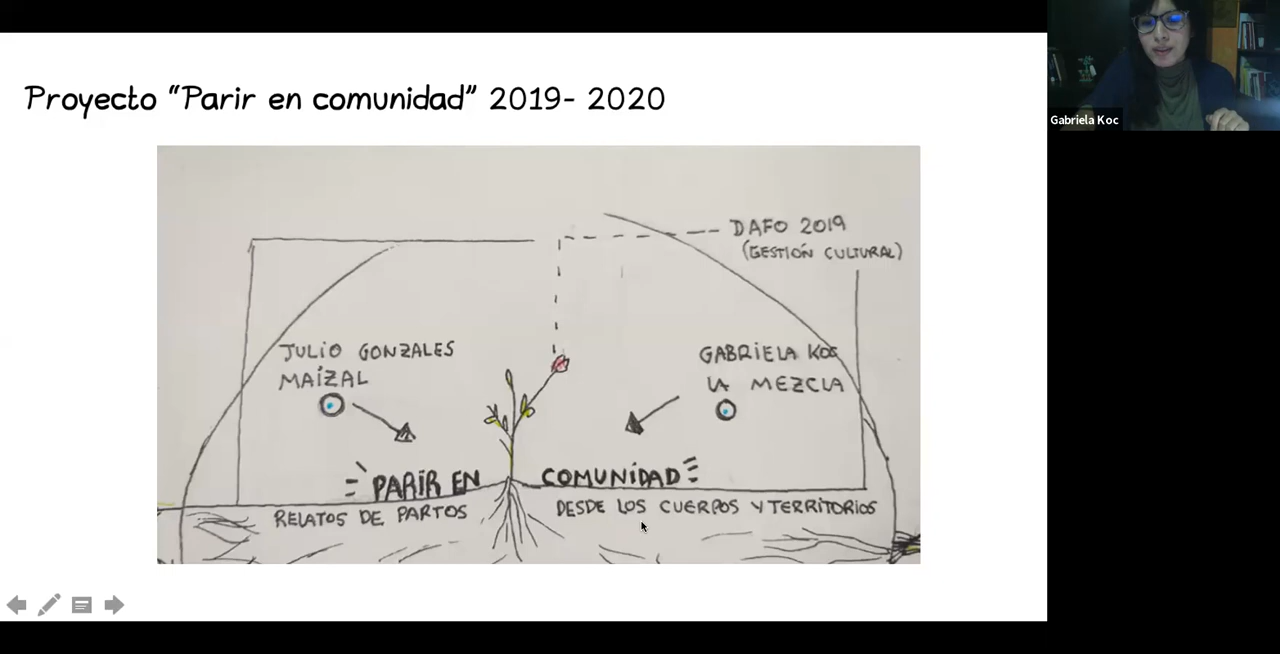 Proyecto “Parir en comunidad” 2019- 2020
Gabriela Koc
DAFO 2019
(GESTIÓN CULTURAL)
JULIO GONZALES
MAÍZAL
GABRIELA KOC
LA MEZCLA
PARIR EN COMUNIDAD
RELATOS DE PARTOS
DESDE LOS CUERPOS Y TERRITORIOS